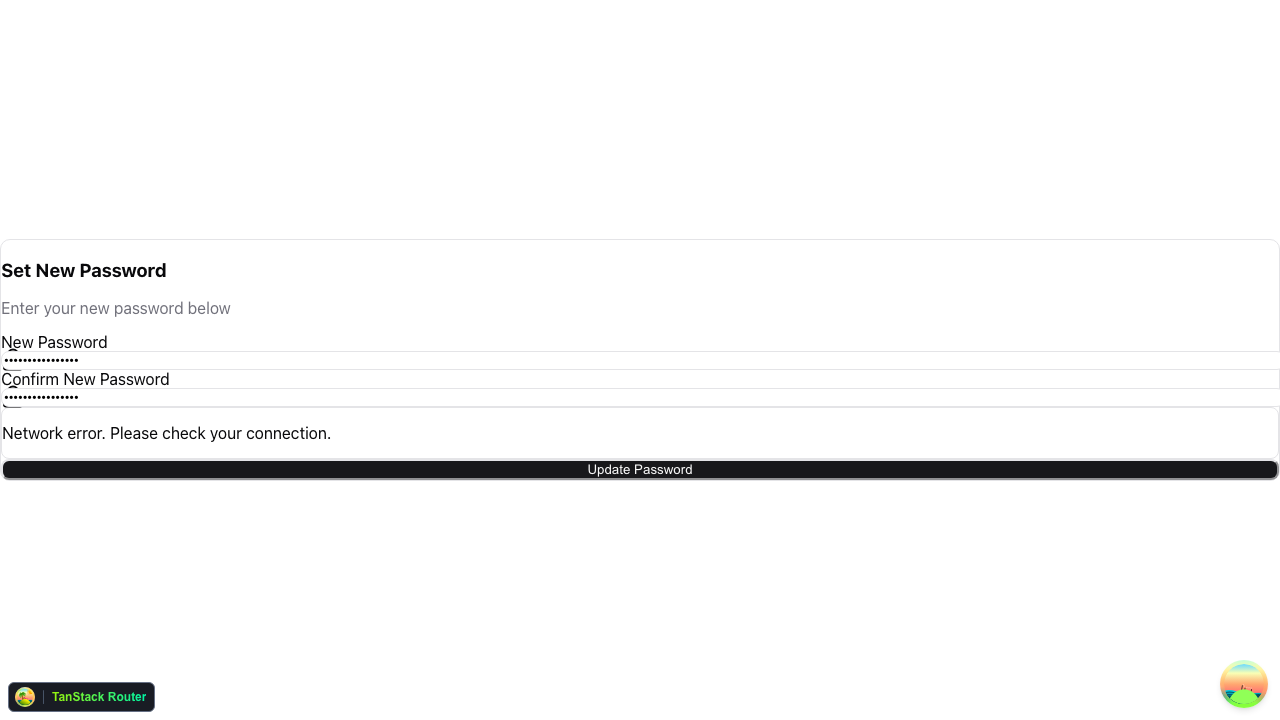 Set New Password
Enter your new password below
New Password
••••••••••••••••
Confirm New Password
••••••••••••••••
Network error. Please check your connection.
Update Password
TanStack Router